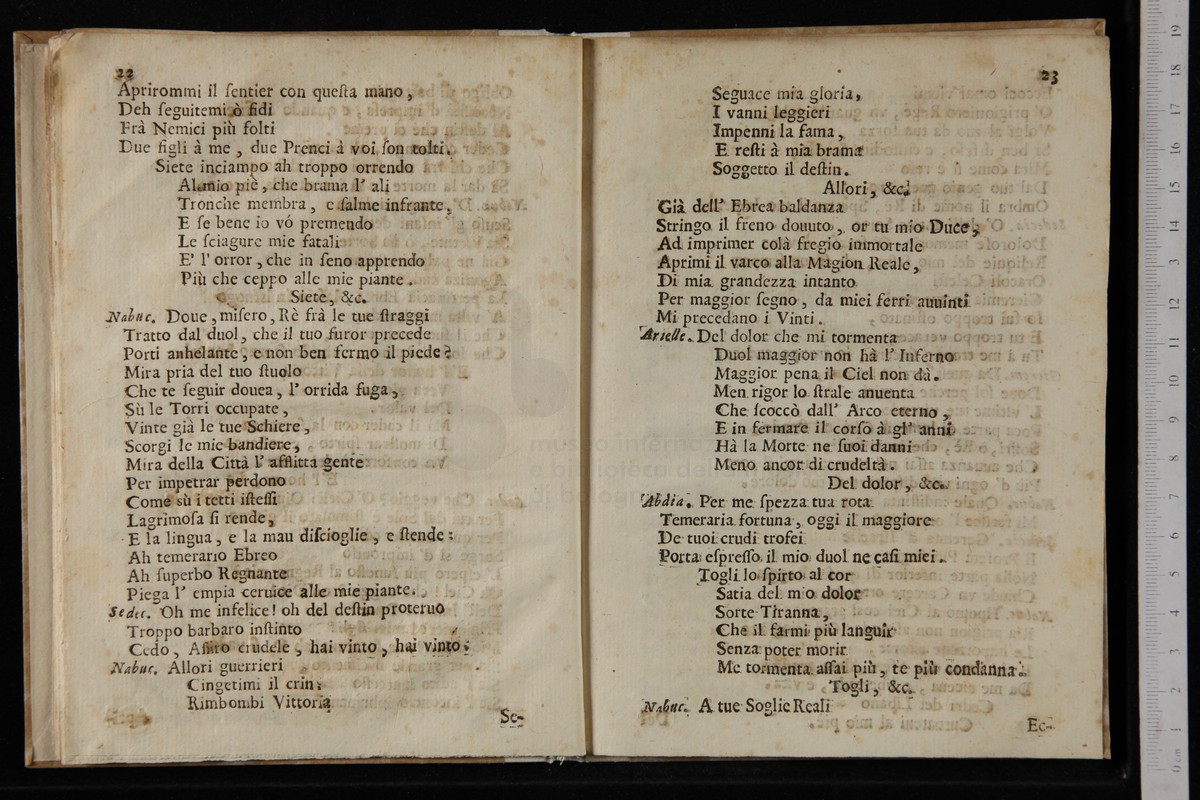 22
Aprirommi il ſentier con queſta mano,
Deh ſeguitemi ò fidi
Frà Nemici più folti
Due figli à me, due Prenci à voi ſon tolti.
Siete inciampo ah troppo orrendo
Al mio piè, che brama l' ali
Tronche membra, e ſalme infrante,
E ſe bene io vó premendo
Le ſciagure mie fatali
E' l' orror, che in ſeno apprendo
Più che ceppo alle mie piante.
Siete, &c.
Nabuc. Doue, miſero, Rè frà le tue ſtraggi
Tratto dal duol, che il tuo furor precede
Porti anhelante, e non ben fermo il piede?
Mira pria del tuo ſtuolo
Che te ſeguir douea, l' orrida fuga,
Sù le Torri occupate,
Vinte già le tue Schiere,
Scorgi le mie bandiere,
Mira della Città l' afflitta gente
Per impetrar perdono
Come sù i tetti iſteſſi
Lagrimoſa ſi rende,
E la lingua, e la mau diſcioglie, e ſtende:
Ah temerario Ebreo
Ah ſuperbo Regnante
Piega l' empia ceruice alle mie piante.
Sedec. Oh me infelice! oh del deſtin proteruo
Troppo barbaro inſtinto
Cedo, Aſſiro crudele, hai vinto, hai vinto;
Nabuc. Allori guerrieri
Cingetimi il crin;
Rimbombi Vittoria
Se-
23
Seguace mia gloria,
I vanni leggieri
Impenni la fama,
E reſti à mia brama
Soggetto il deſtin.
Allori, &c.
Già dell' Ebrea baldanza
Stringo il freno douuto, or tu mio Duce,
Ad imprimer colà fregio immortale
Aprimi il varco alla Magion Reale,
Di mia grandezza intanto
Per maggior ſegno, da miei ferri auuinti
Mi precedano i Vinti.
Arielle. Del dolor che mi tormenta
Duol maggior non hà l' Inferno
Maggior pena il Ciel non dà.
Men rigor lo ſtrale auuenta
Che ſcoccò dall' Arco eterno,
E in fermare il corſo à gl' anni
Hà la Morte ne ſuoi danni
Meno ancor di crudeltà.
Del dolor, &c.
Abdia. Per me ſpezza tua rota
Temeraria fortuna, oggi il maggiore
De tuoi crudi trofei
Porta eſpreſſo il mio duol ne caſi miei.
Togli lo ſpirto al cor
Satia del mio dolor
Sorte Tiranna,
Che il farmi più languir
Senza poter morir
Me tormenta aſſai più, te più condanna.
Togli, &c.
Nabuc. A tue Soglie Reali
Ec-